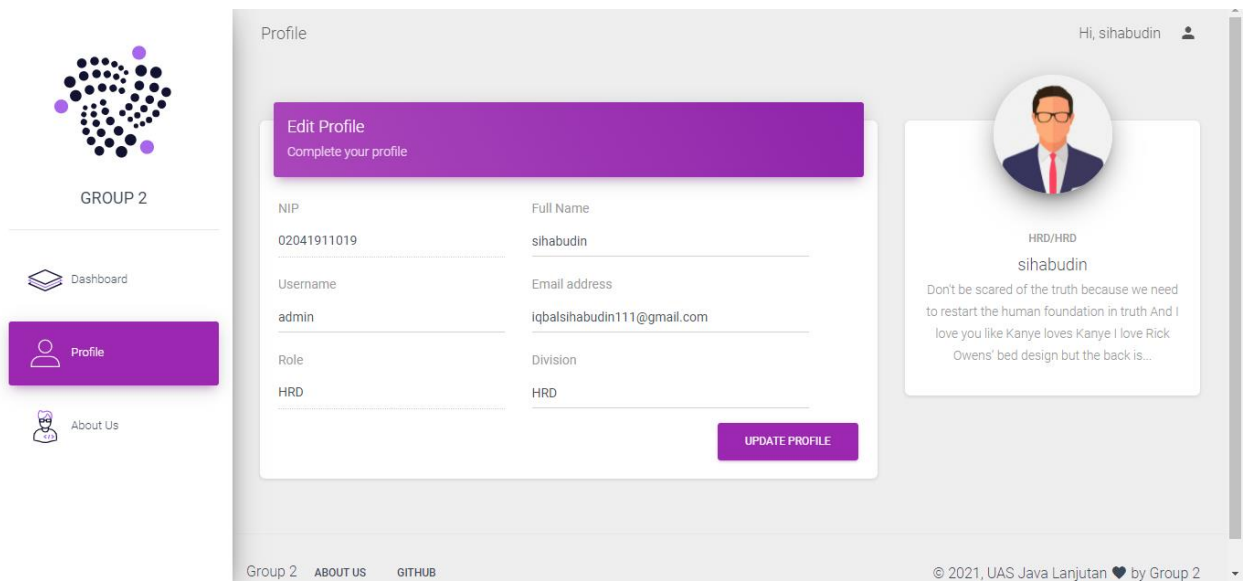 GROUP 2
Dashboard
Profile
About Us
Profile
Hi, sihabudin
Edit Profile
Complete your profile
NIP
Full Name
02041911019
sihabudin
Username
Email address
admin
iqbalsihabudin111@gmail.com
Role
Division
HRD
HRD
UPDATE PROFILE
HRD/HRD
sihabudin
Don't be scared of the truth because we need
to restart the human foundation in truth And I
love you like Kanye loves Kanye I love Rick
Owens' bed design but the back is...
Group 2 ABOUT US GITHUB
© 2021, UAS Java Lanjutan ♥ by Group 2